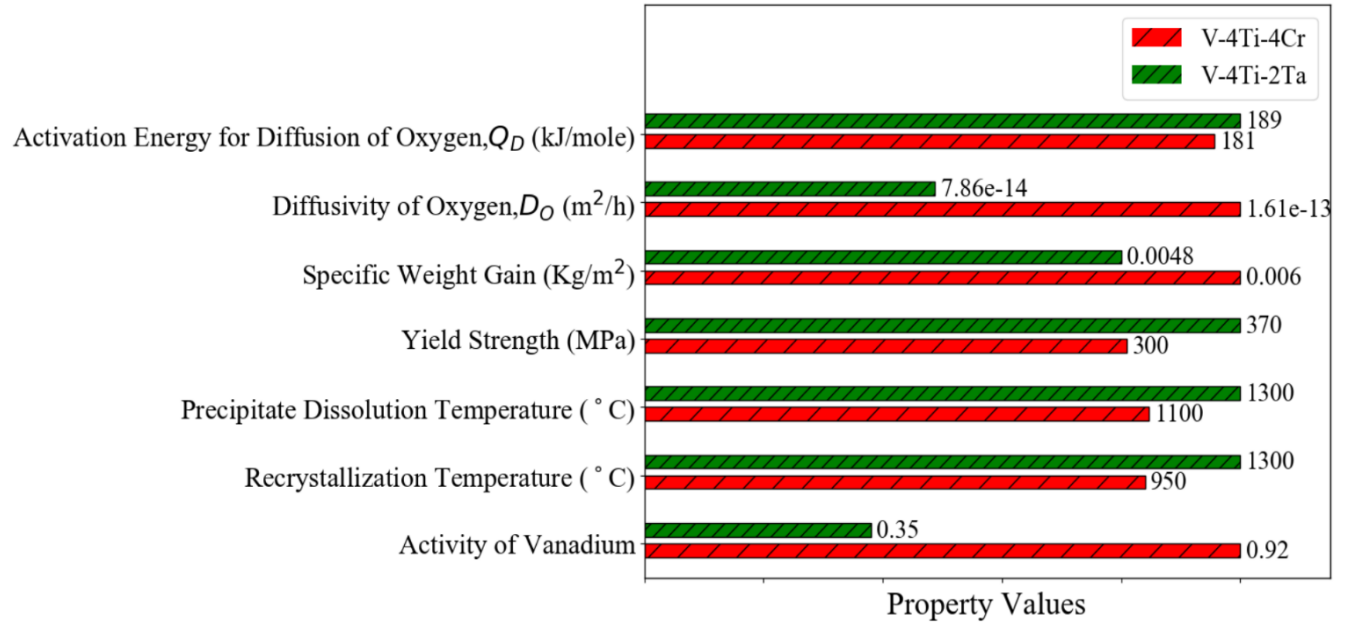 V-4Ti-4Cr
V-4Ti-2Ta
Activation Energy for Diffusion of Oxygen,Q_D (kJ/mole)
189
181
Diffusivity of Oxygen,D_O (m²/h)
7.86e-14
1.61e-13
Specific Weight Gain (Kg/m²)
0.0048
0.006
Yield Strength (MPa)
370
300
Precipitate Dissolution Temperature (°C)
1300
1100
Recrystallization Temperature (°C)
1300
950
Activity of Vanadium
0.35
0.92
Property Values